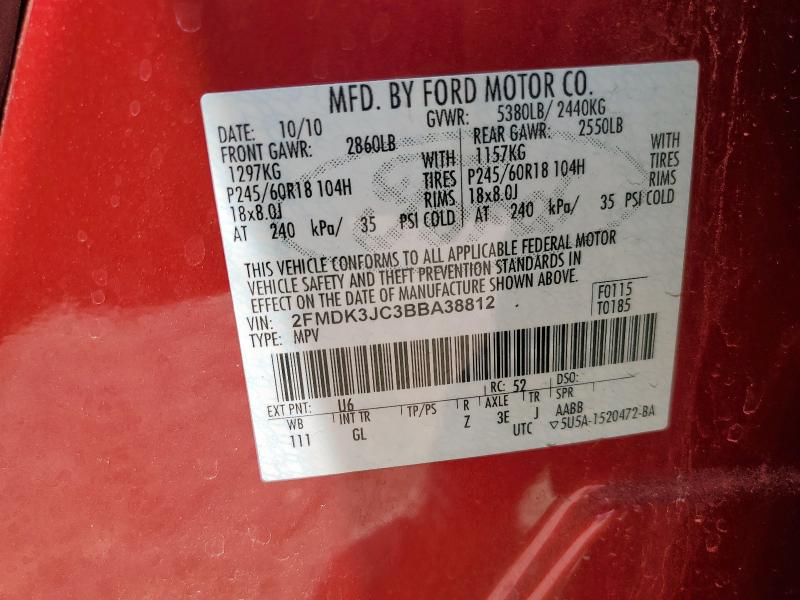 MFD. BY FORD MOTOR CO.
DATE: 10/10 GVWR: 5380LB/ 2440KG
FRONT GAWR: 2860LB REAR GAWR: 2550LB
1297KG WITH 1157KG WITH
P245/60R18 104H TIRES P245/60R18 104H TIRES
18x8.0J RIMS 18x8.0J RIMS
AT 240 kPa/ 35 PSI COLD AT 240 kPa/ 35 PSI COLD
THIS VEHICLE CONFORMS TO ALL APPLICABLE FEDERAL MOTOR
VEHICLE SAFETY AND THEFT PREVENTION STANDARDS IN
EFFECT ON THE DATE OF MANUFACTURE SHOWN ABOVE.
VIN: 2FMDK3JC3BBA38812 F0115
TYPE: MPV T0185
EXT PNT: U6 RC: 52 DSO:
WB INT TR TP/PS R AXLE TR SPR
111 GL Z 3E J AABB
UTC ▽5U5A-1520472-BA